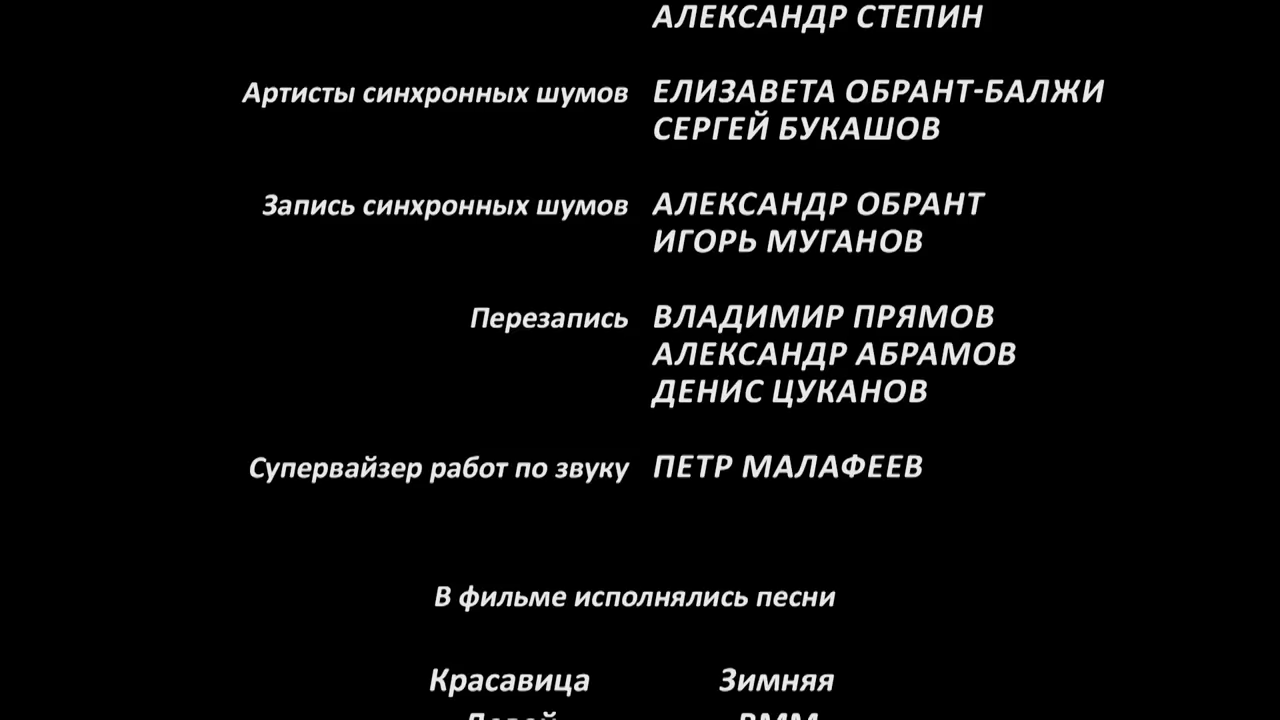 АЛЕКСАНДР СТЕПИН
Артисты синхронных шумов ЕЛИЗАВЕТА ОБРАНТ-БАЛЖИ
СЕРГЕЙ БУКАШОВ
Запись синхронных шумов АЛЕКСАНДР ОБРАНТ
ИГОРЬ МУГАНОВ
Перезапись ВЛАДИМИР ПРЯМОВ
АЛЕКСАНДР АБРАМОВ
ДЕНИС ЦУКАНОВ
Супервайзер работ по звуку ПЕТР МАЛАФЕЕВ
В фильме исполнялись песни
Красавица Зимняя